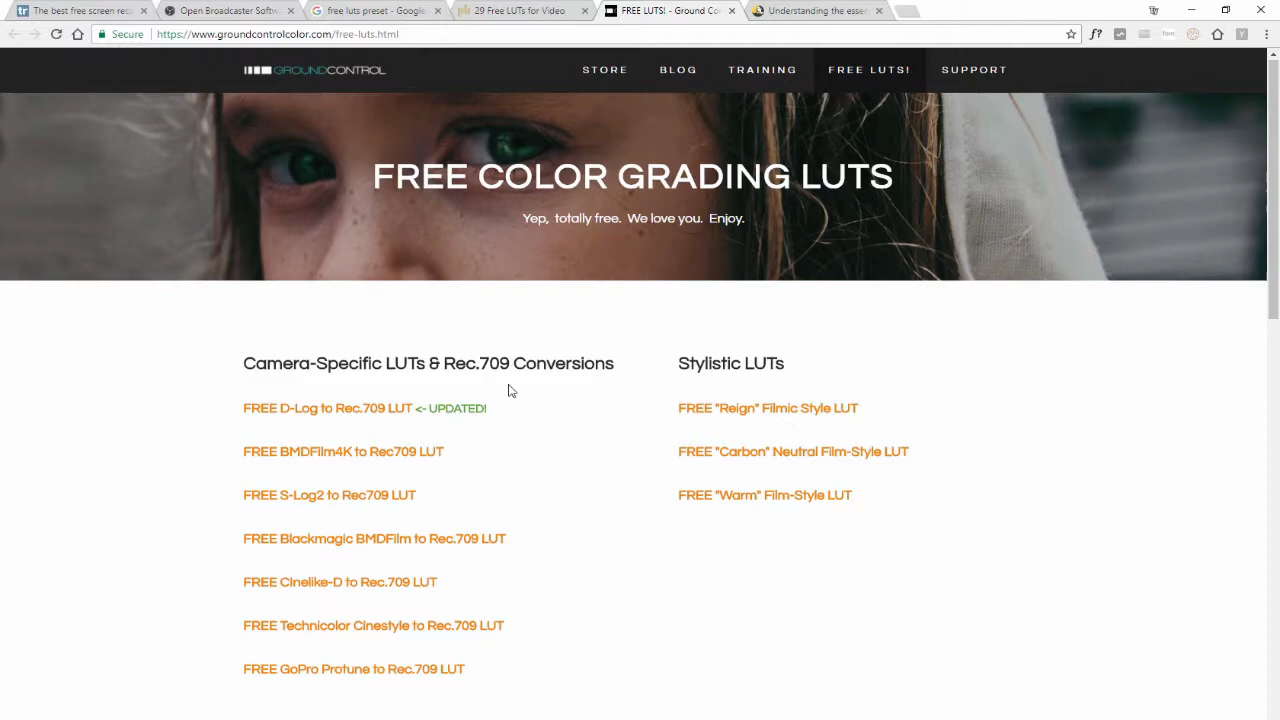 The best free screen reco
Open Broadcaster Softwa
free luts preset - Google
29 Free LUTs for Video
FREE LUTS! - Ground Co
Understanding the essen
Secure
https://www.groundcontrolcolor.com/free-luts.html
GROUNDCONTROL
STORE
BLOG
TRAINING
FREE LUTS!
SUPPORT
FREE COLOR GRADING LUTS
Yep, totally free. We love you. Enjoy.
Camera-Specific LUTs & Rec.709 Conversions
FREE D-Log to Rec.709 LUT <- UPDATED!
FREE BMDFilm4K to Rec709 LUT
FREE S-Log2 to Rec709 LUT
FREE Blackmagic BMDFilm to Rec.709 LUT
FREE CInelike-D to Rec.709 LUT
FREE Technicolor Cinestyle to Rec.709 LUT
FREE GoPro Protune to Rec.709 LUT
Stylistic LUTs
FREE "Reign" Filmic Style LUT
FREE "Carbon" Neutral Film-Style LUT
FREE "Warm" Film-Style LUT